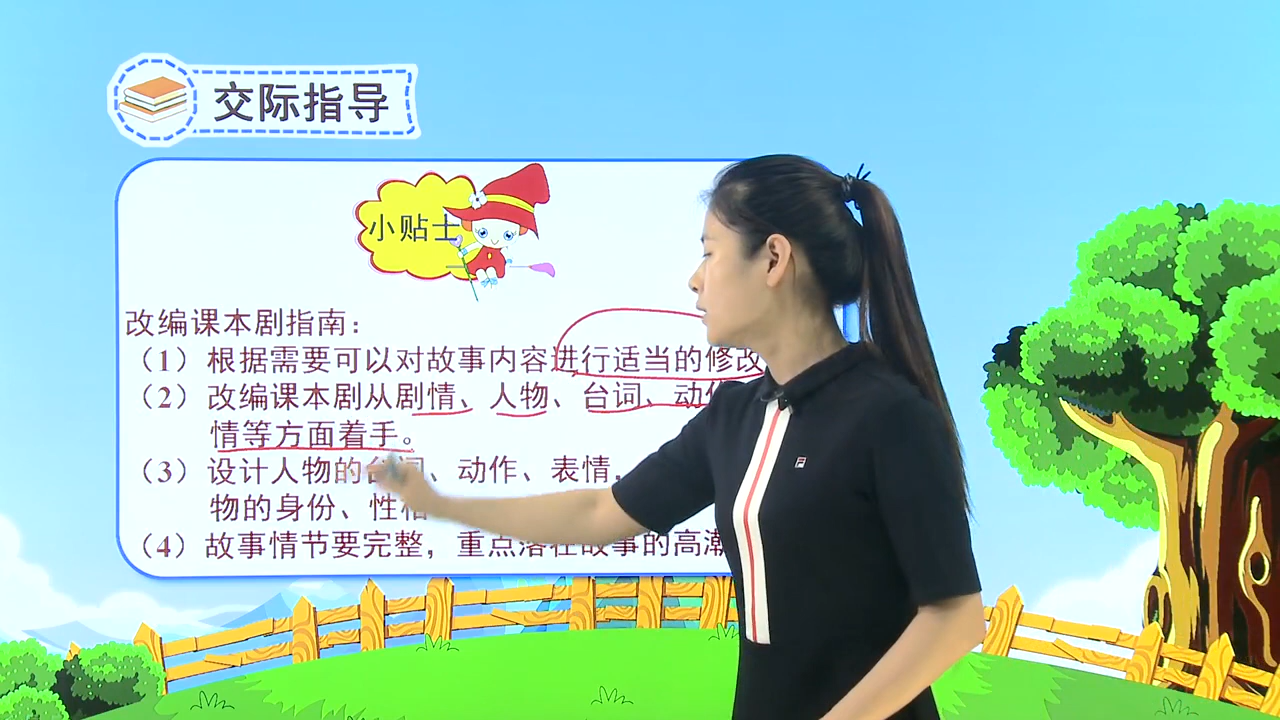 交际指导
小贴士
改编课本剧指南：
（1）根据需要可以对故事内容进行适当的修改
（2）改编课本剧从剧情、人物、台词、动作
情等方面着手。
（3）设计人物的台词、动作、表情，
物的身份、性格
（4）故事情节要完整，重点落在故事的高潮